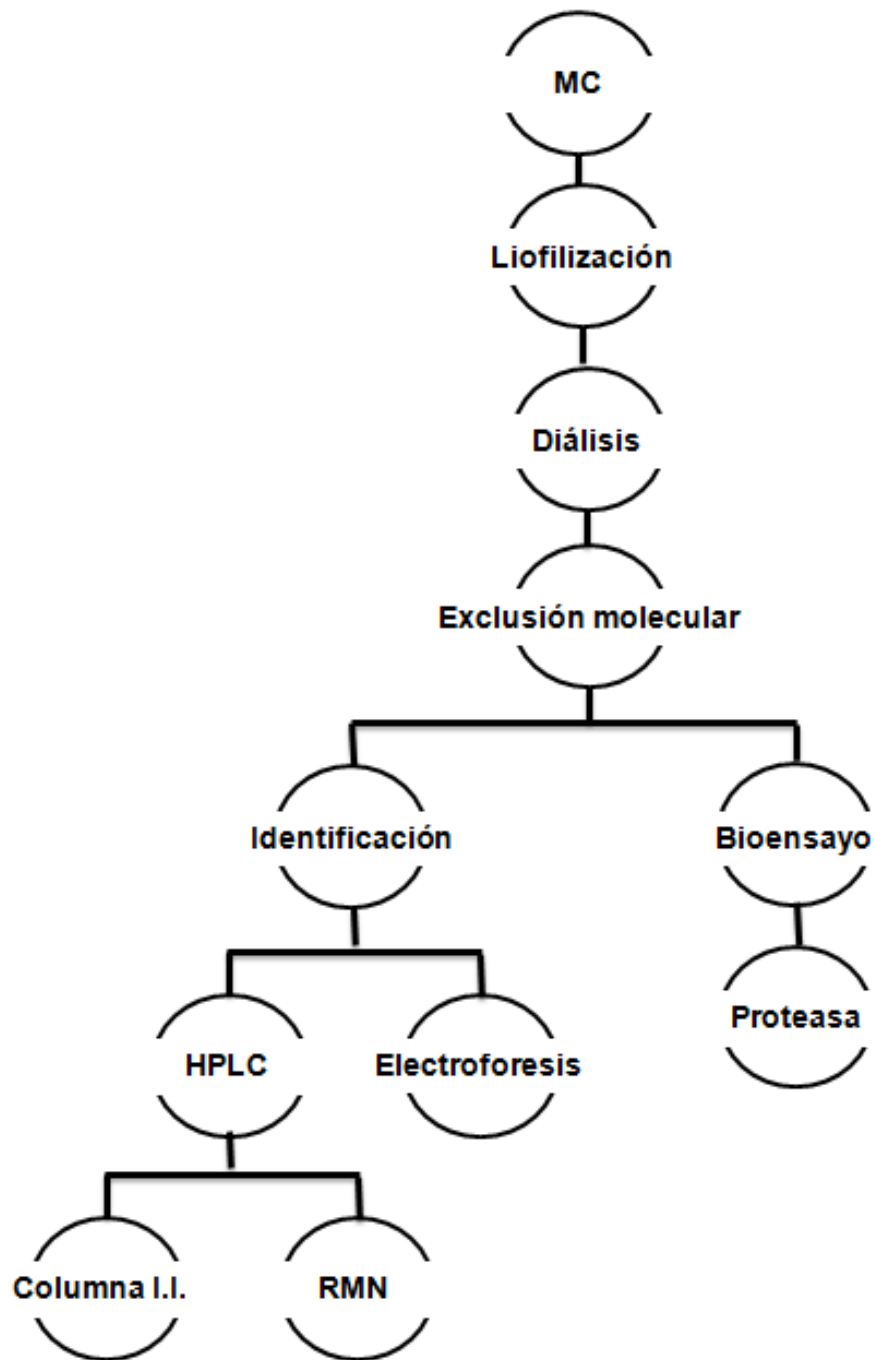 MC
Liofilización
Diálisis
Exclusión molecular
Identificación
Bioensayo
HPLC
Electroforesis
Proteasa
Columna I.I.
RMN